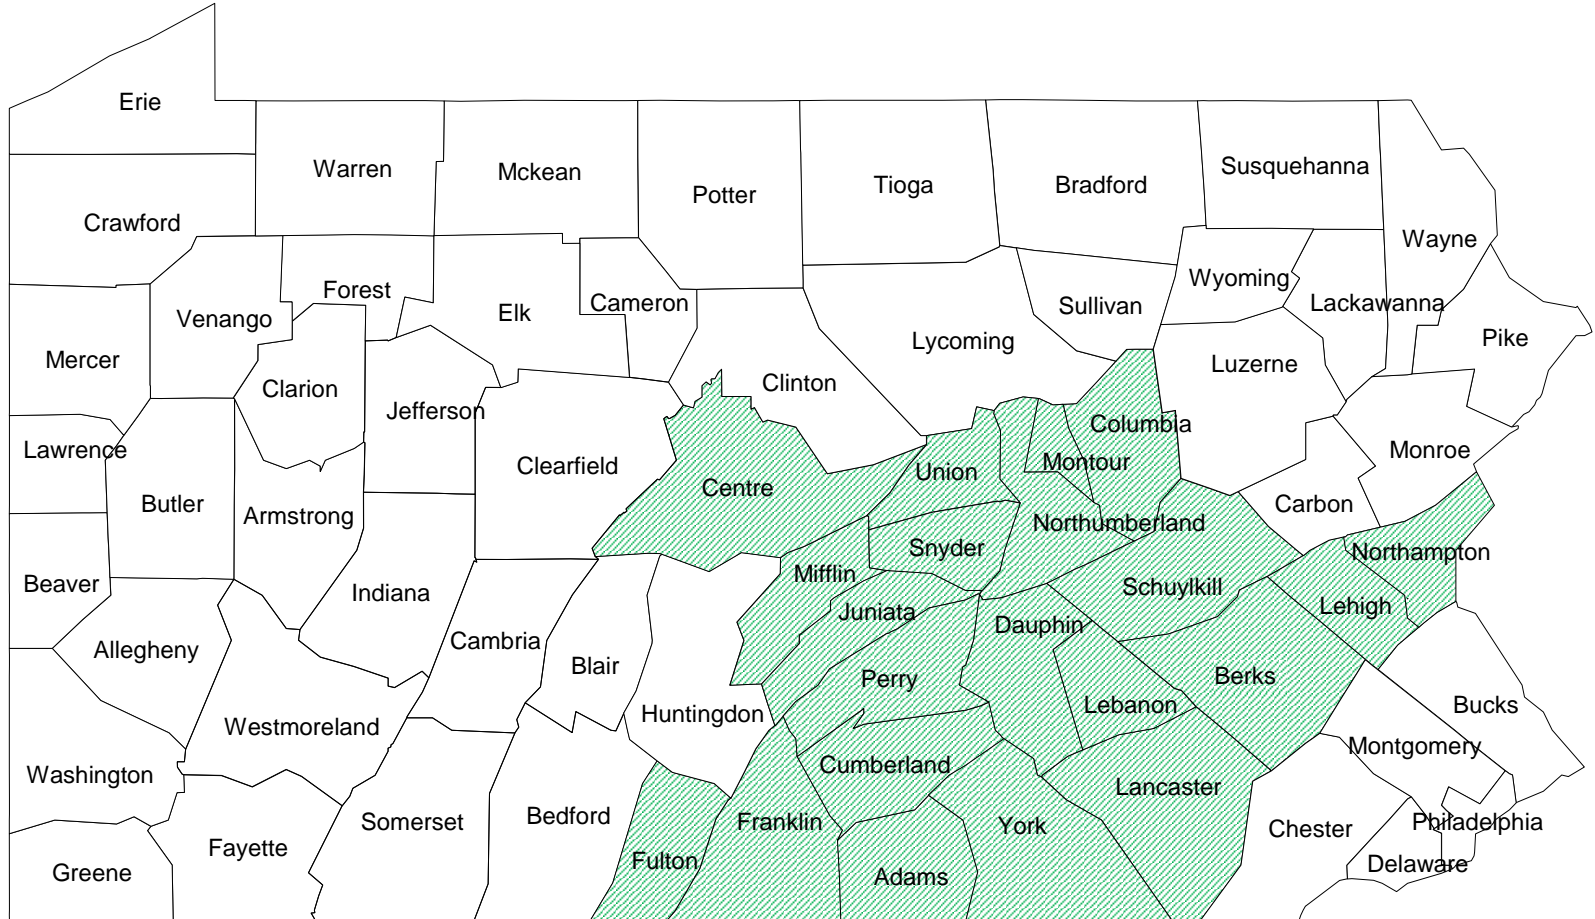 Erie
Warren
Mckean
Potter
Tioga
Bradford
Susquehanna
Crawford
Wayne
Venango
Forest
Elk
Cameron
Sullivan
Wyoming
Lackawanna
Mercer
Clarion
Jefferson
Clinton
Lycoming
Luzerne
Pike
Lawrence
Butler
Armstrong
Clearfield
Centre
Union
Montour
Columbia
Carbon
Monroe
Beaver
Indiana
Mifflin
Snyder
Northumberland
Schuylkill
Northampton
Lehigh
Allegheny
Cambria
Blair
Juniata
Dauphin
Perry
Lebanon
Berks
Bucks
Westmoreland
Huntingdon
Cumberland
Lancaster
Montgomery
Washington
Somerset
Bedford
Franklin
York
Chester
Philadelphia
Greene
Fayette
Fulton
Adams
Delaware